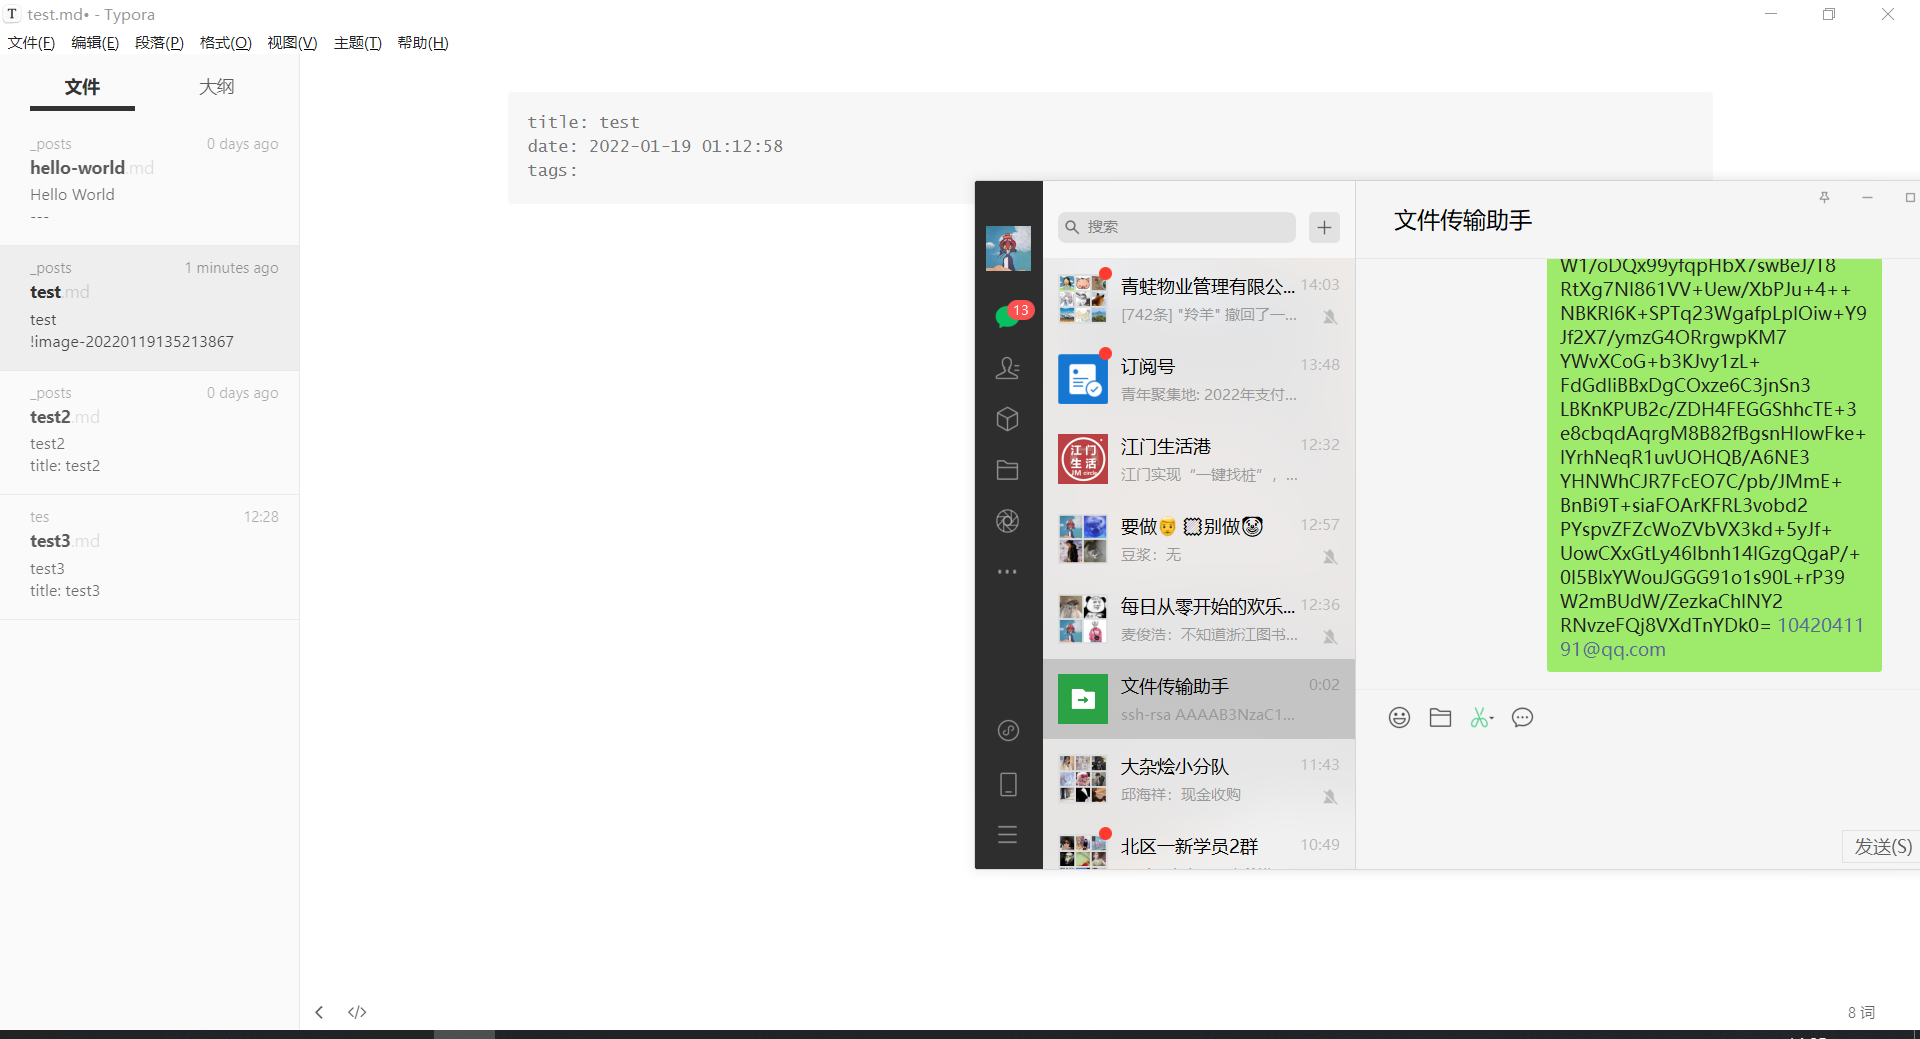 T test.md• - Typora
文件(F) 编辑(E) 段落(P) 格式(O) 视图(V) 主题(T) 帮助(H)
文件 大纲
_posts 0 days ago
hello-world.md
Hello World
---
_posts 1 minutes ago
test.md
test
!image-20220119135213867
_posts 0 days ago
test2.md
test2
title: test2
tes 12:28
test3.md
test3
title: test3
title: test
date: 2022-01-19 01:12:58
tags:
8 词
13
搜索
青蛙物业管理有限公... 14:03
[742条] "羚羊" 撤回了一...
订阅号 13:48
青年聚集地: 2022年支付...
江门生活 JM circle
江门生活港 12:32
江门实现“一键找桩”，...
要做👨别做🤡 12:57
豆浆：无
每日从零开始的欢乐... 12:36
麦俊浩：不知道浙江图书...
文件传输助手 0:02
ssh-rsa AAAAB3NzaC1...
大杂烩小分队 11:43
邱海祥：现金收购
北区一新学员2群 10:49
文件传输助手
W1/oDQx99yfqpHbX7swBeJ/T8
RtXg7Nl861VV+Uew/XbPJu+4++
NBKRl6K+SPTq23WgafpLplOiw+Y9
Jf2X7/ymzG4ORrgwpKM7
YWvXCoG+b3KJvy1zL+
FdGdliBBxDgCOxze6C3jnSn3
LBKnKPUB2c/ZDH4FEGGShhcTE+3
e8cbqdAqrgM8B82fBgsnHlowFke+
lYrhNeqR1uvUOHQB/A6NE3
YHNWhCJR7FcEO7C/pb/JMmE+
BnBi9T+siaFOArKFRL3vobd2
PYspvZFZcWoZVbVX3kd+5yJf+
UowCXxGtLy46lbnh14lGzgQgaP/+
0I5BlxYWouJGGG91o1s90L+rP39
W2mBUdW/ZezkaChlNY2
RNvzeFQj8VXdTnYDk0= 10420411
91@qq.com
发送(S)